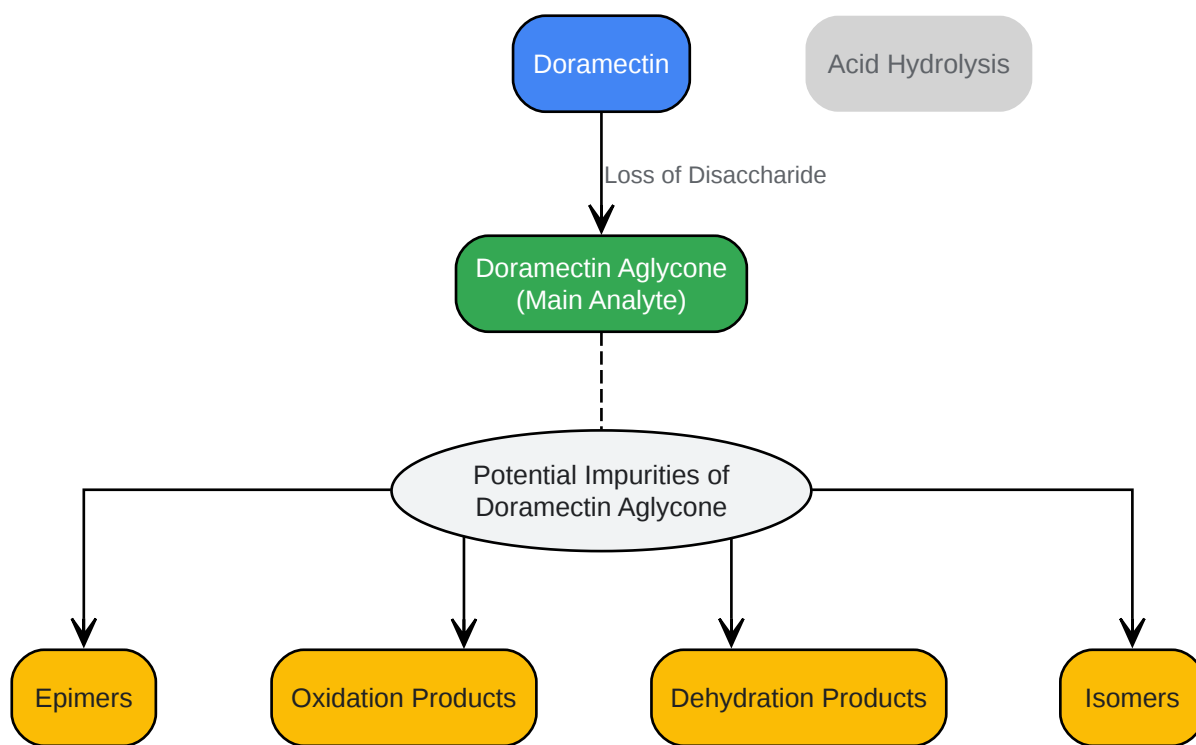 Doramectin
Acid Hydrolysis
Loss of Disaccharide
Doramectin Aglycone
(Main Analyte)
Potential Impurities of
Doramectin Aglycone
Epimers
Oxidation Products
Dehydration Products
Isomers